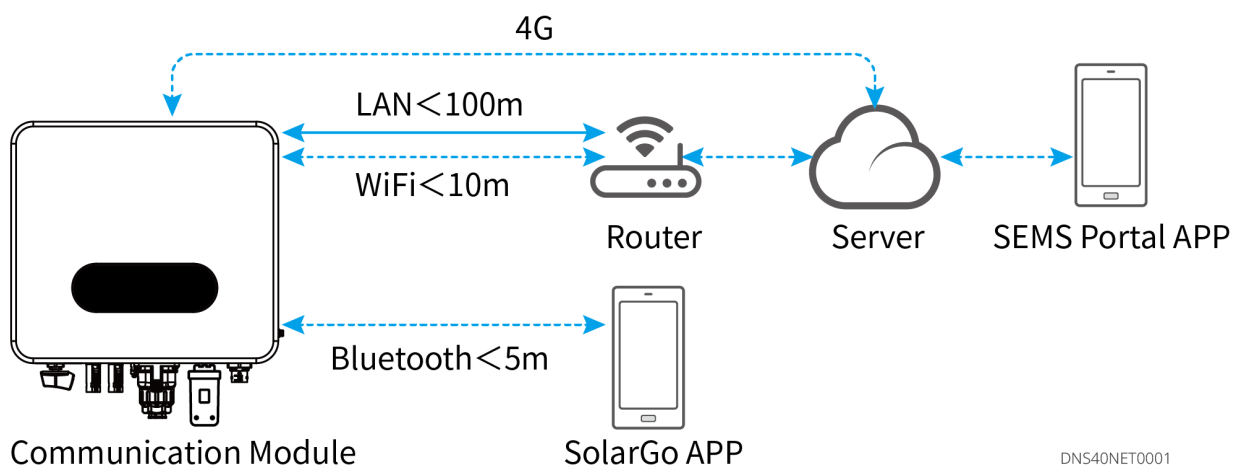 4G
LAN<100m
WiFi<10m
Router
Server
SEMS Portal APP
Bluetooth<5m
Communication Module
SolarGo APP
DNS40NET0001